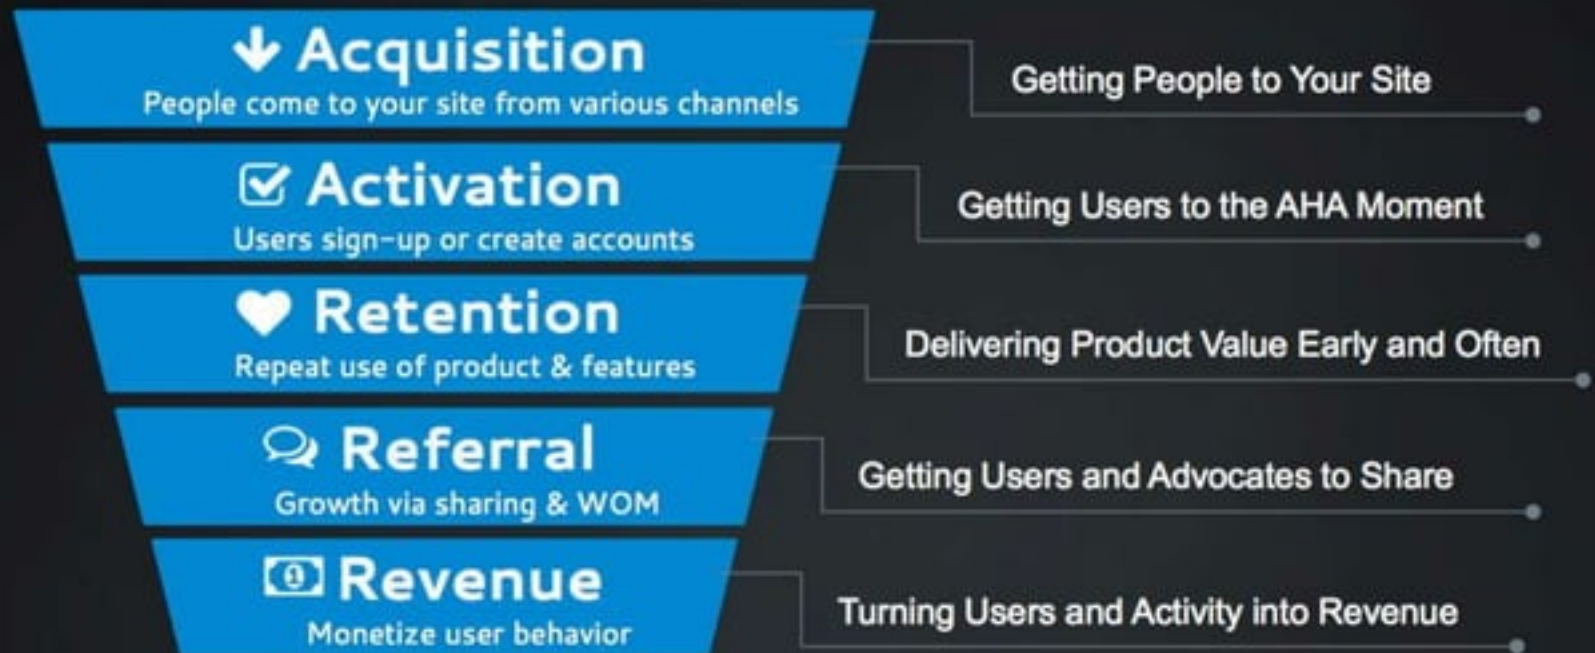 Acquisition
People come to your site from various channels
Getting People to Your Site
Activation
Users sign-up or create accounts
Getting Users to the AHA Moment
Retention
Repeat use of product & features
Delivering Product Value Early and Often
Referral
Growth via sharing & WOM
Getting Users and Advocates to Share
Revenue
Monetize user behavior
Turning Users and Activity into Revenue